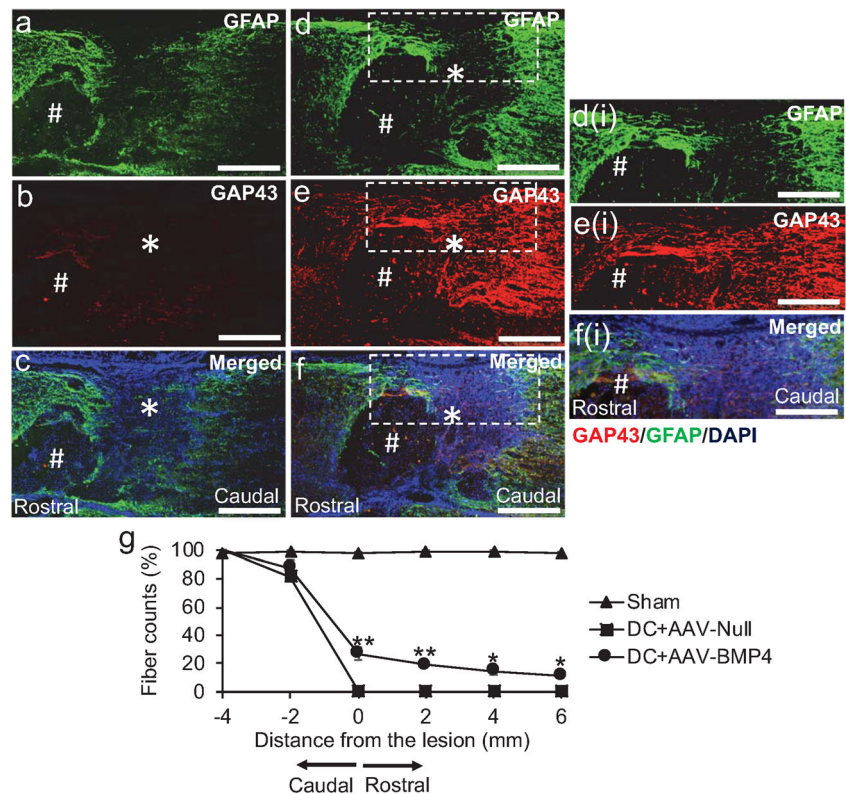 a GFAP
#
d GFAP
*
#
b GAP43
*
#
e GAP43
*
#
c Merged
*
#
Rostral Caudal
f Merged
*
#
Rostral Caudal
d(i) GFAP
#
e(i) GAP43
#
f(i) Merged
#
Rostral Caudal
GAP43/GFAP/DAPI
g
Fiber counts (%)
100
80
60
40
20
0
** ** * *
-4 -2 0 2 4 6
Distance from the lesion (mm)
Caudal Rostral
Sham
DC+AAV-Null
DC+AAV-BMP4